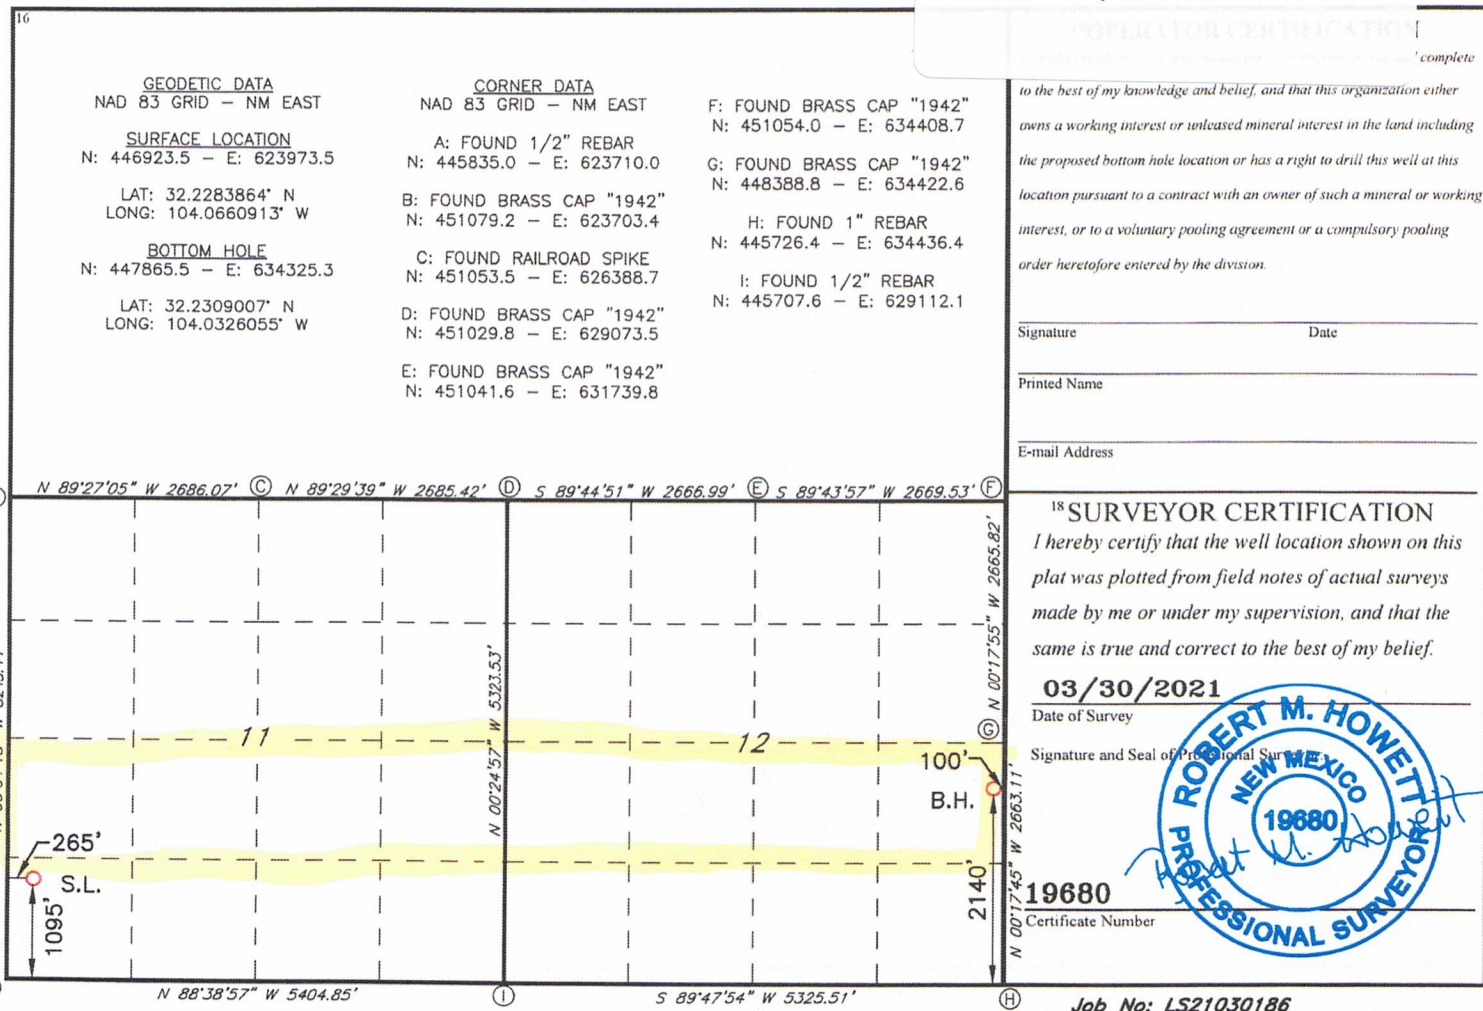 16
GEODETIC DATA
NAD 83 GRID – NM EAST
SURFACE LOCATION
N: 446923.5 – E: 623973.5
LAT: 32.2283864° N
LONG: 104.0660913° W
BOTTOM HOLE
N: 447865.5 – E: 634325.3
LAT: 32.2309007° N
LONG: 104.0326055° W
CORNER DATA
NAD 83 GRID – NM EAST
A: FOUND 1/2" REBAR
N: 445835.0 – E: 623710.0
B: FOUND BRASS CAP "1942"
N: 451079.2 – E: 623703.4
C: FOUND RAILROAD SPIKE
N: 451053.5 – E: 626388.7
D: FOUND BRASS CAP "1942"
N: 451029.8 – E: 629073.5
E: FOUND BRASS CAP "1942"
N: 451041.6 – E: 631739.8
F: FOUND BRASS CAP "1942"
N: 451054.0 – E: 634408.7
G: FOUND BRASS CAP "1942"
N: 448388.8 – E: 634422.6
H: FOUND 1" REBAR
N: 445726.4 – E: 634436.4
I: FOUND 1/2" REBAR
N: 445707.6 – E: 629112.1
"OPERATOR CERTIFICATION
complete
to the best of my knowledge and belief, and that this organization either
owns a working interest or unleased mineral interest in the land including
the proposed bottom hole location or has a right to drill this well at this
location pursuant to a contract with an owner of such a mineral or working
interest, or to a voluntary pooling agreement or a compulsory pooling
order heretofore entered by the division.
Signature Date
Printed Name
E-mail Address
N 89°27'05" W 2686.07' C N 89°29'39" W 2685.42' D S 89°44'51" W 2666.99' E S 89°43'57" W 2669.53' F
N 00°17'55" W 2665.82'
N 00°24'57" W 5323.53'
11
12
G
100'
B.H.
265'
S.L.
1095'
2140'
N 00°17'45" W 2663.11'
N 88°38'57" W 5404.85' I S 89°47'54" W 5325.51' H
18 SURVEYOR CERTIFICATION
I hereby certify that the well location shown on this
plat was plotted from field notes of actual surveys
made by me or under my supervision, and that the
same is true and correct to the best of my belief.
03/30/2021
Date of Survey
Signature and Seal of Professional Surveyor:
ROBERT M. HOWETT
NEW MEXICO
19680
PROFESSIONAL SURVEYOR
Robert M. Howett
19680
Certificate Number
Job No: LS21030186